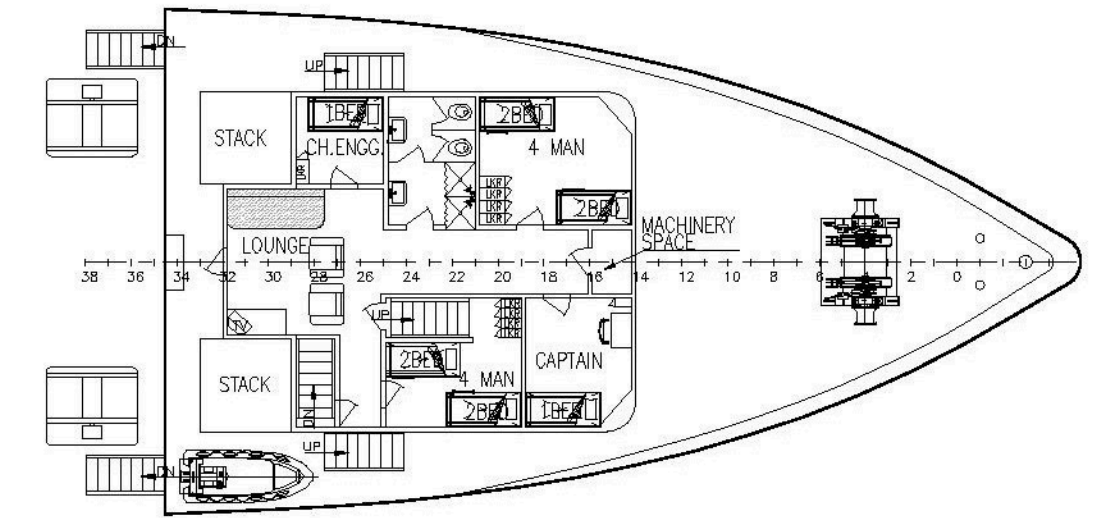 DN
UP
1BED
2BED
STACK
CH.ENGG.
4 MAN
LKR
LKR
LKR
LKR
LKR
2BED
MACHINERY
SPACE
LOUNGE
38 36 34 32 30 28 26 24 22 20 18 16 14 12 10 8 6 4 2 0
UP
LKR
LKR
LKR
TV
STACK
2BED
4 MAN
CAPTAIN
DN
2BED
1BED
UP
DN